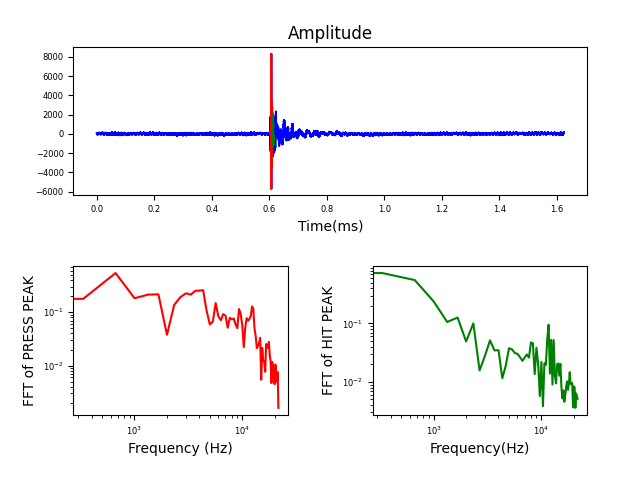 Amplitude
8000
6000
4000
2000
0
−2000
−4000
−6000
0.0 0.2 0.4 0.6 0.8 1.0 1.2 1.4 1.6
Time(ms)
FFT of PRESS PEAK
10⁻¹
10⁻²
10³ 10⁴
Frequency (Hz)
FFT of HIT PEAK
10⁻¹
10⁻²
10³ 10⁴
Frequency(Hz)